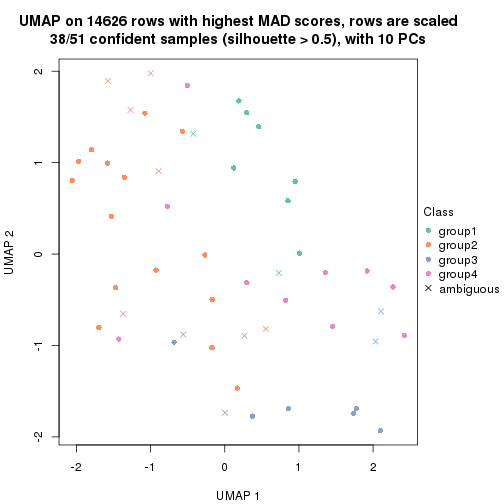 UMAP on 14626 rows with highest MAD scores, rows are scaled
38/51 confident samples (silhouette > 0.5), with 10 PCs
2
1
0
-1
-2
UMAP 2
-2
-1
0
1
2
UMAP 1
Class
group1
group2
group3
group4
ambiguous